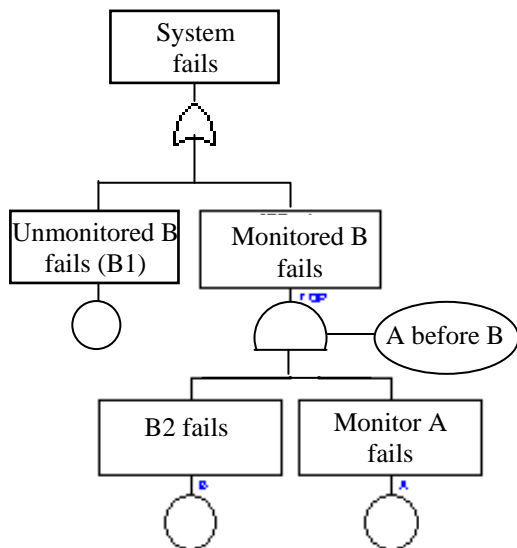 System
fails
Unmonitored B
fails (B1)
Monitored B
fails
A before B
B2 fails
Monitor A
fails
B
A